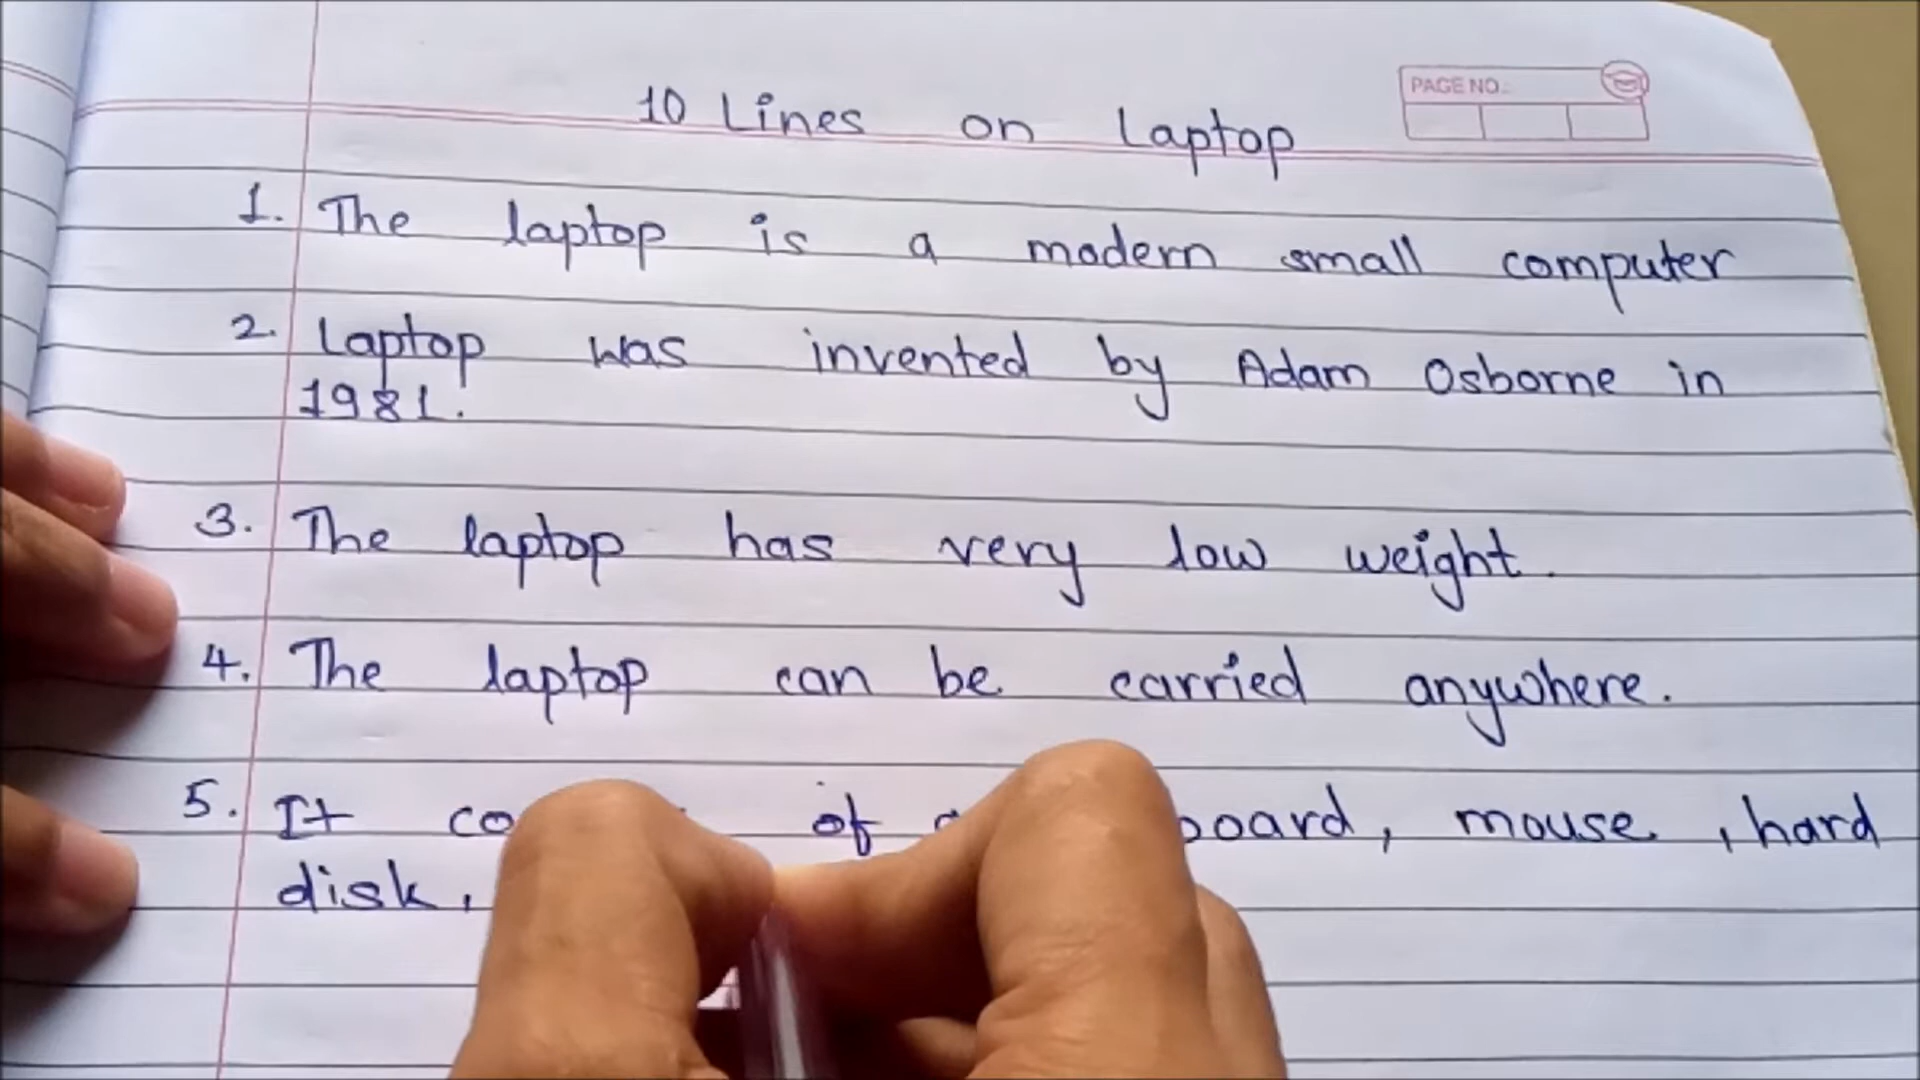 PAGE NO.:
10 Lines on Laptop
1. The laptop is a modern small computer
2. Laptop was invented by Adam Osborne in
1981.
3. The laptop has very low weight.
4. The laptop can be carried anywhere.
5. It of mouse, hard
disk,